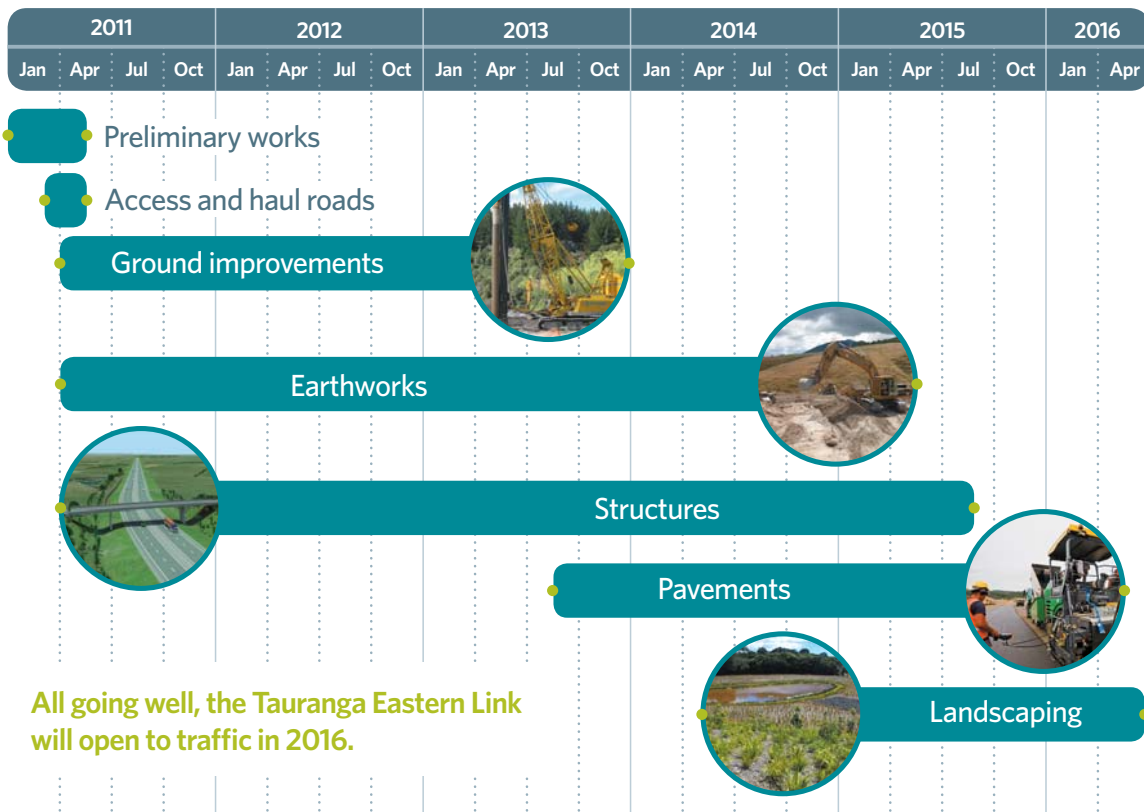 2011 2012 2013 2014 2015 2016
Jan Apr Jul Oct Jan Apr Jul Oct Jan Apr Jul Oct Jan Apr Jul Oct Jan Apr Jul Oct Jan Apr
Preliminary works
Access and haul roads
Ground improvements
Earthworks
Structures
Pavements
Landscaping
All going well, the Tauranga Eastern Link
will open to traffic in 2016.